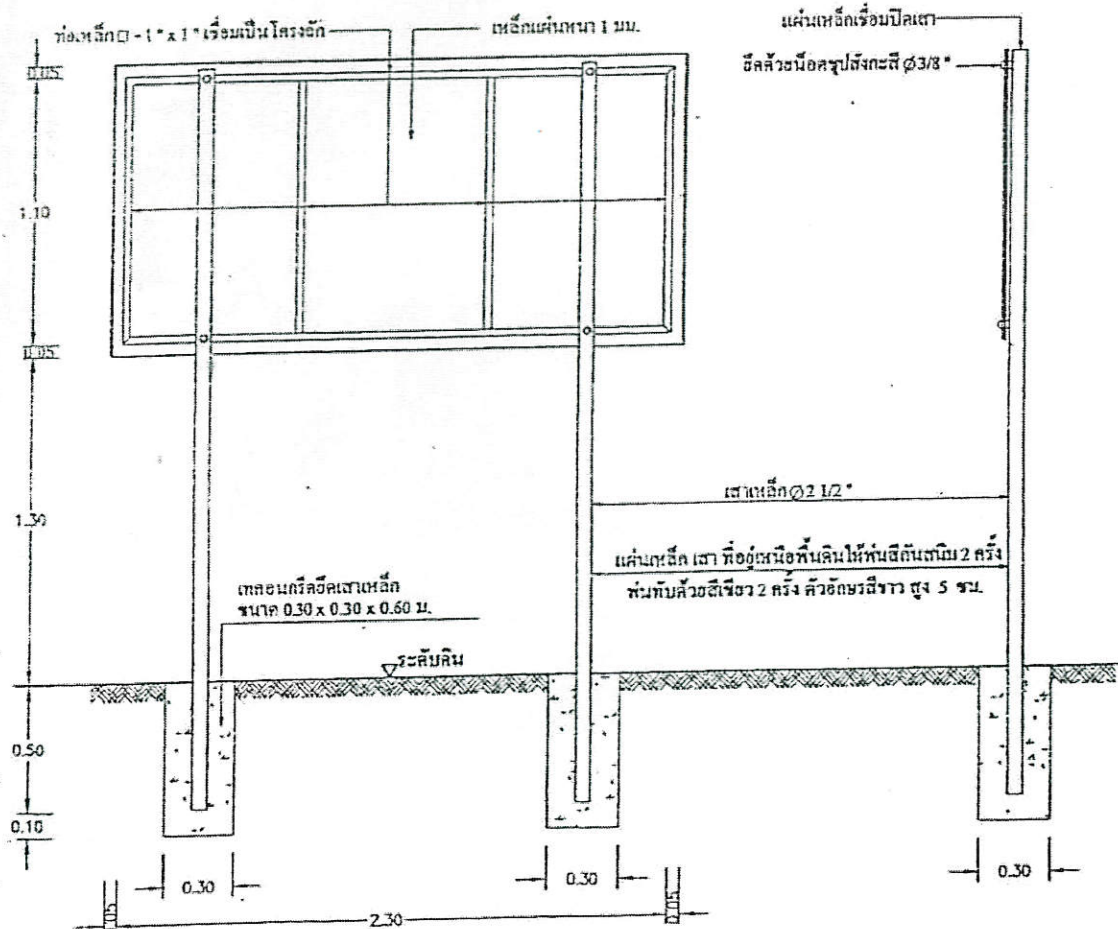 ท่อเหล็ก □ - 1 " x 1 " เชื่อมเป็นโครงยึด
เหล็กแผ่นหนา 1 มม.
แผ่นเหล็กเชื่อมปิดเสา
ยึดด้วยน๊อตชุปสังกะสี Ø3/8 "
0.05
1.10
0.05
1.30
เสาเหล็ก Ø2 1/2 "
แผ่นเหล็ก เสา ที่อยู่เหนือพื้นดินให้พ่นสีกันสนิม 2 ครั้ง
พ่นทับด้วยสีเขียว 2 ครั้ง ตัวอักษรสีขาว สูง 5 ซม.
เทคอนกรีตยึดเสาเหล็ก
ขนาด 0.30 x 0.30 x 0.60 ม.
ระดับดิน
0.50
0.10
0.30
0.30
0.30
0.05
2.30
0.05